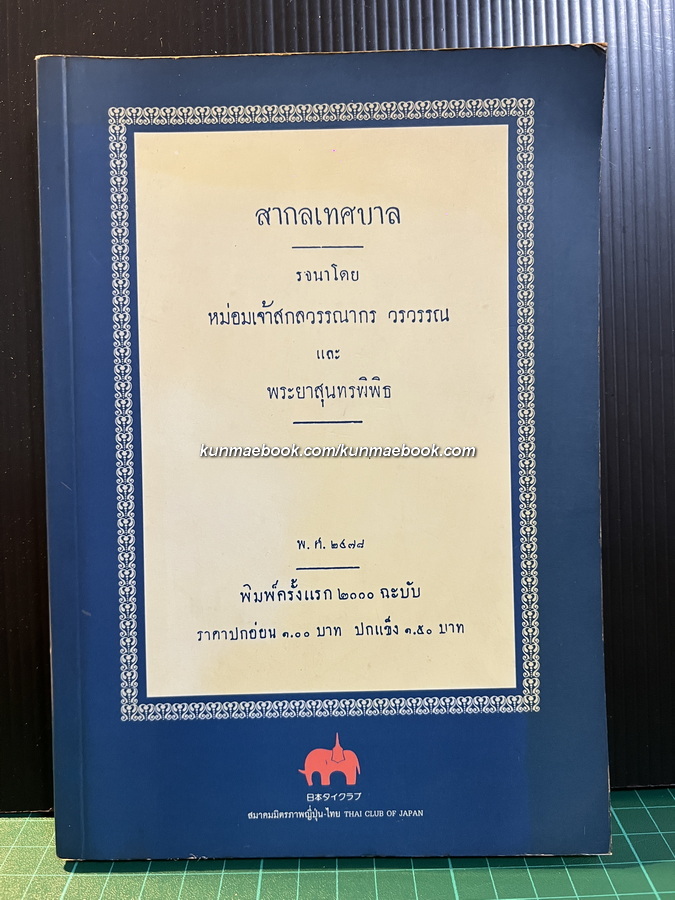 สากลเทศบาล
รจนาโดย
หม่อมเจ้าสกลวรรณากร วรวรรณ
และ
พระยาสุนทรพิพิธ
kunmaebook.com/kunmaebook.com
พ. ศ. ๒๔๗๘
พิมพ์ครั้งแรก ๒๐๐๐ ฉะบับ
ราคาปกอ่อน ๑.๐๐ บาท ปกแข็ง ๑.๕๐ บาท
日本タイクラブ
สมาคมมิตรภาพญี่ปุ่น-ไทย THAI CLUB OF JAPAN